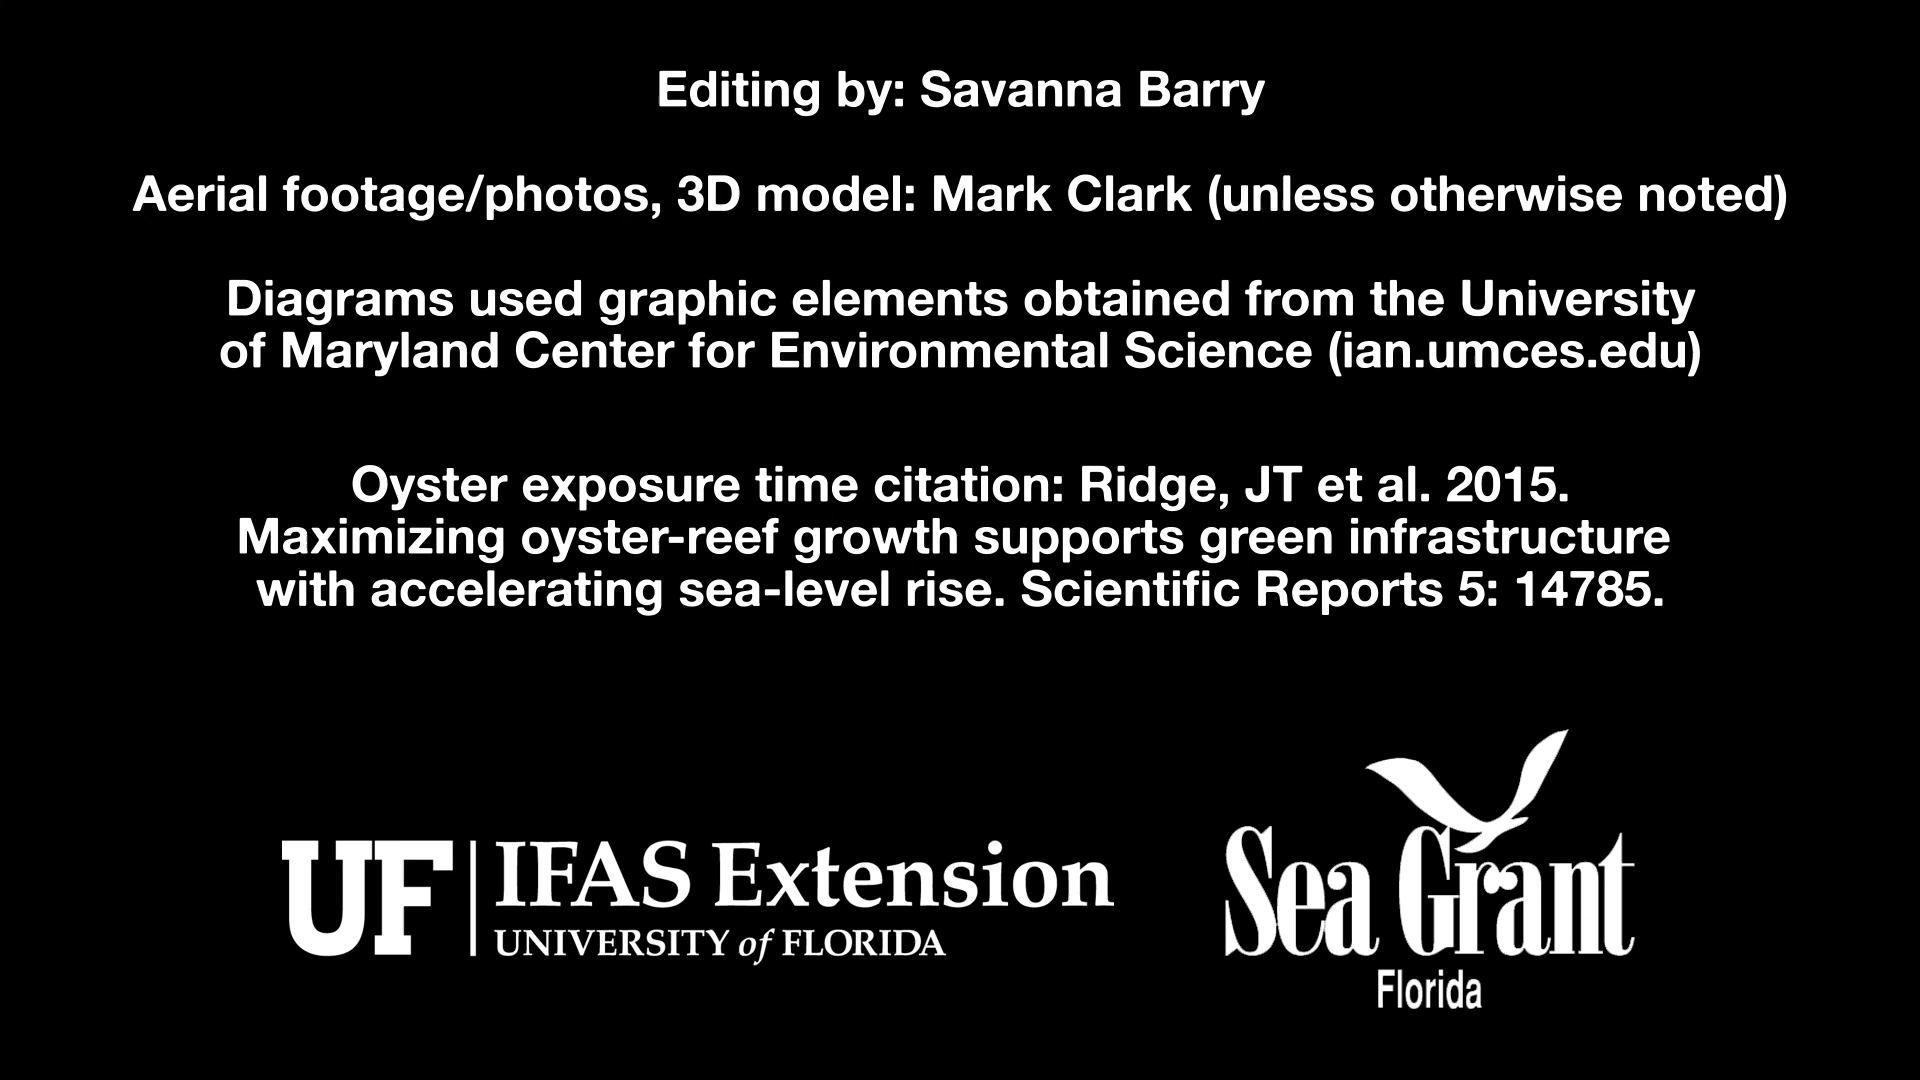 Editing by: Savanna Barry
Aerial footage/photos, 3D model: Mark Clark (unless otherwise noted)
Diagrams used graphic elements obtained from the University
of Maryland Center for Environmental Science (ian.umces.edu)
Oyster exposure time citation: Ridge, JT et al. 2015.
Maximizing oyster-reef growth supports green infrastructure
with accelerating sea-level rise. Scientific Reports 5: 14785.
UF IFAS Extension
UNIVERSITY of FLORIDA
Sea Grant
Florida